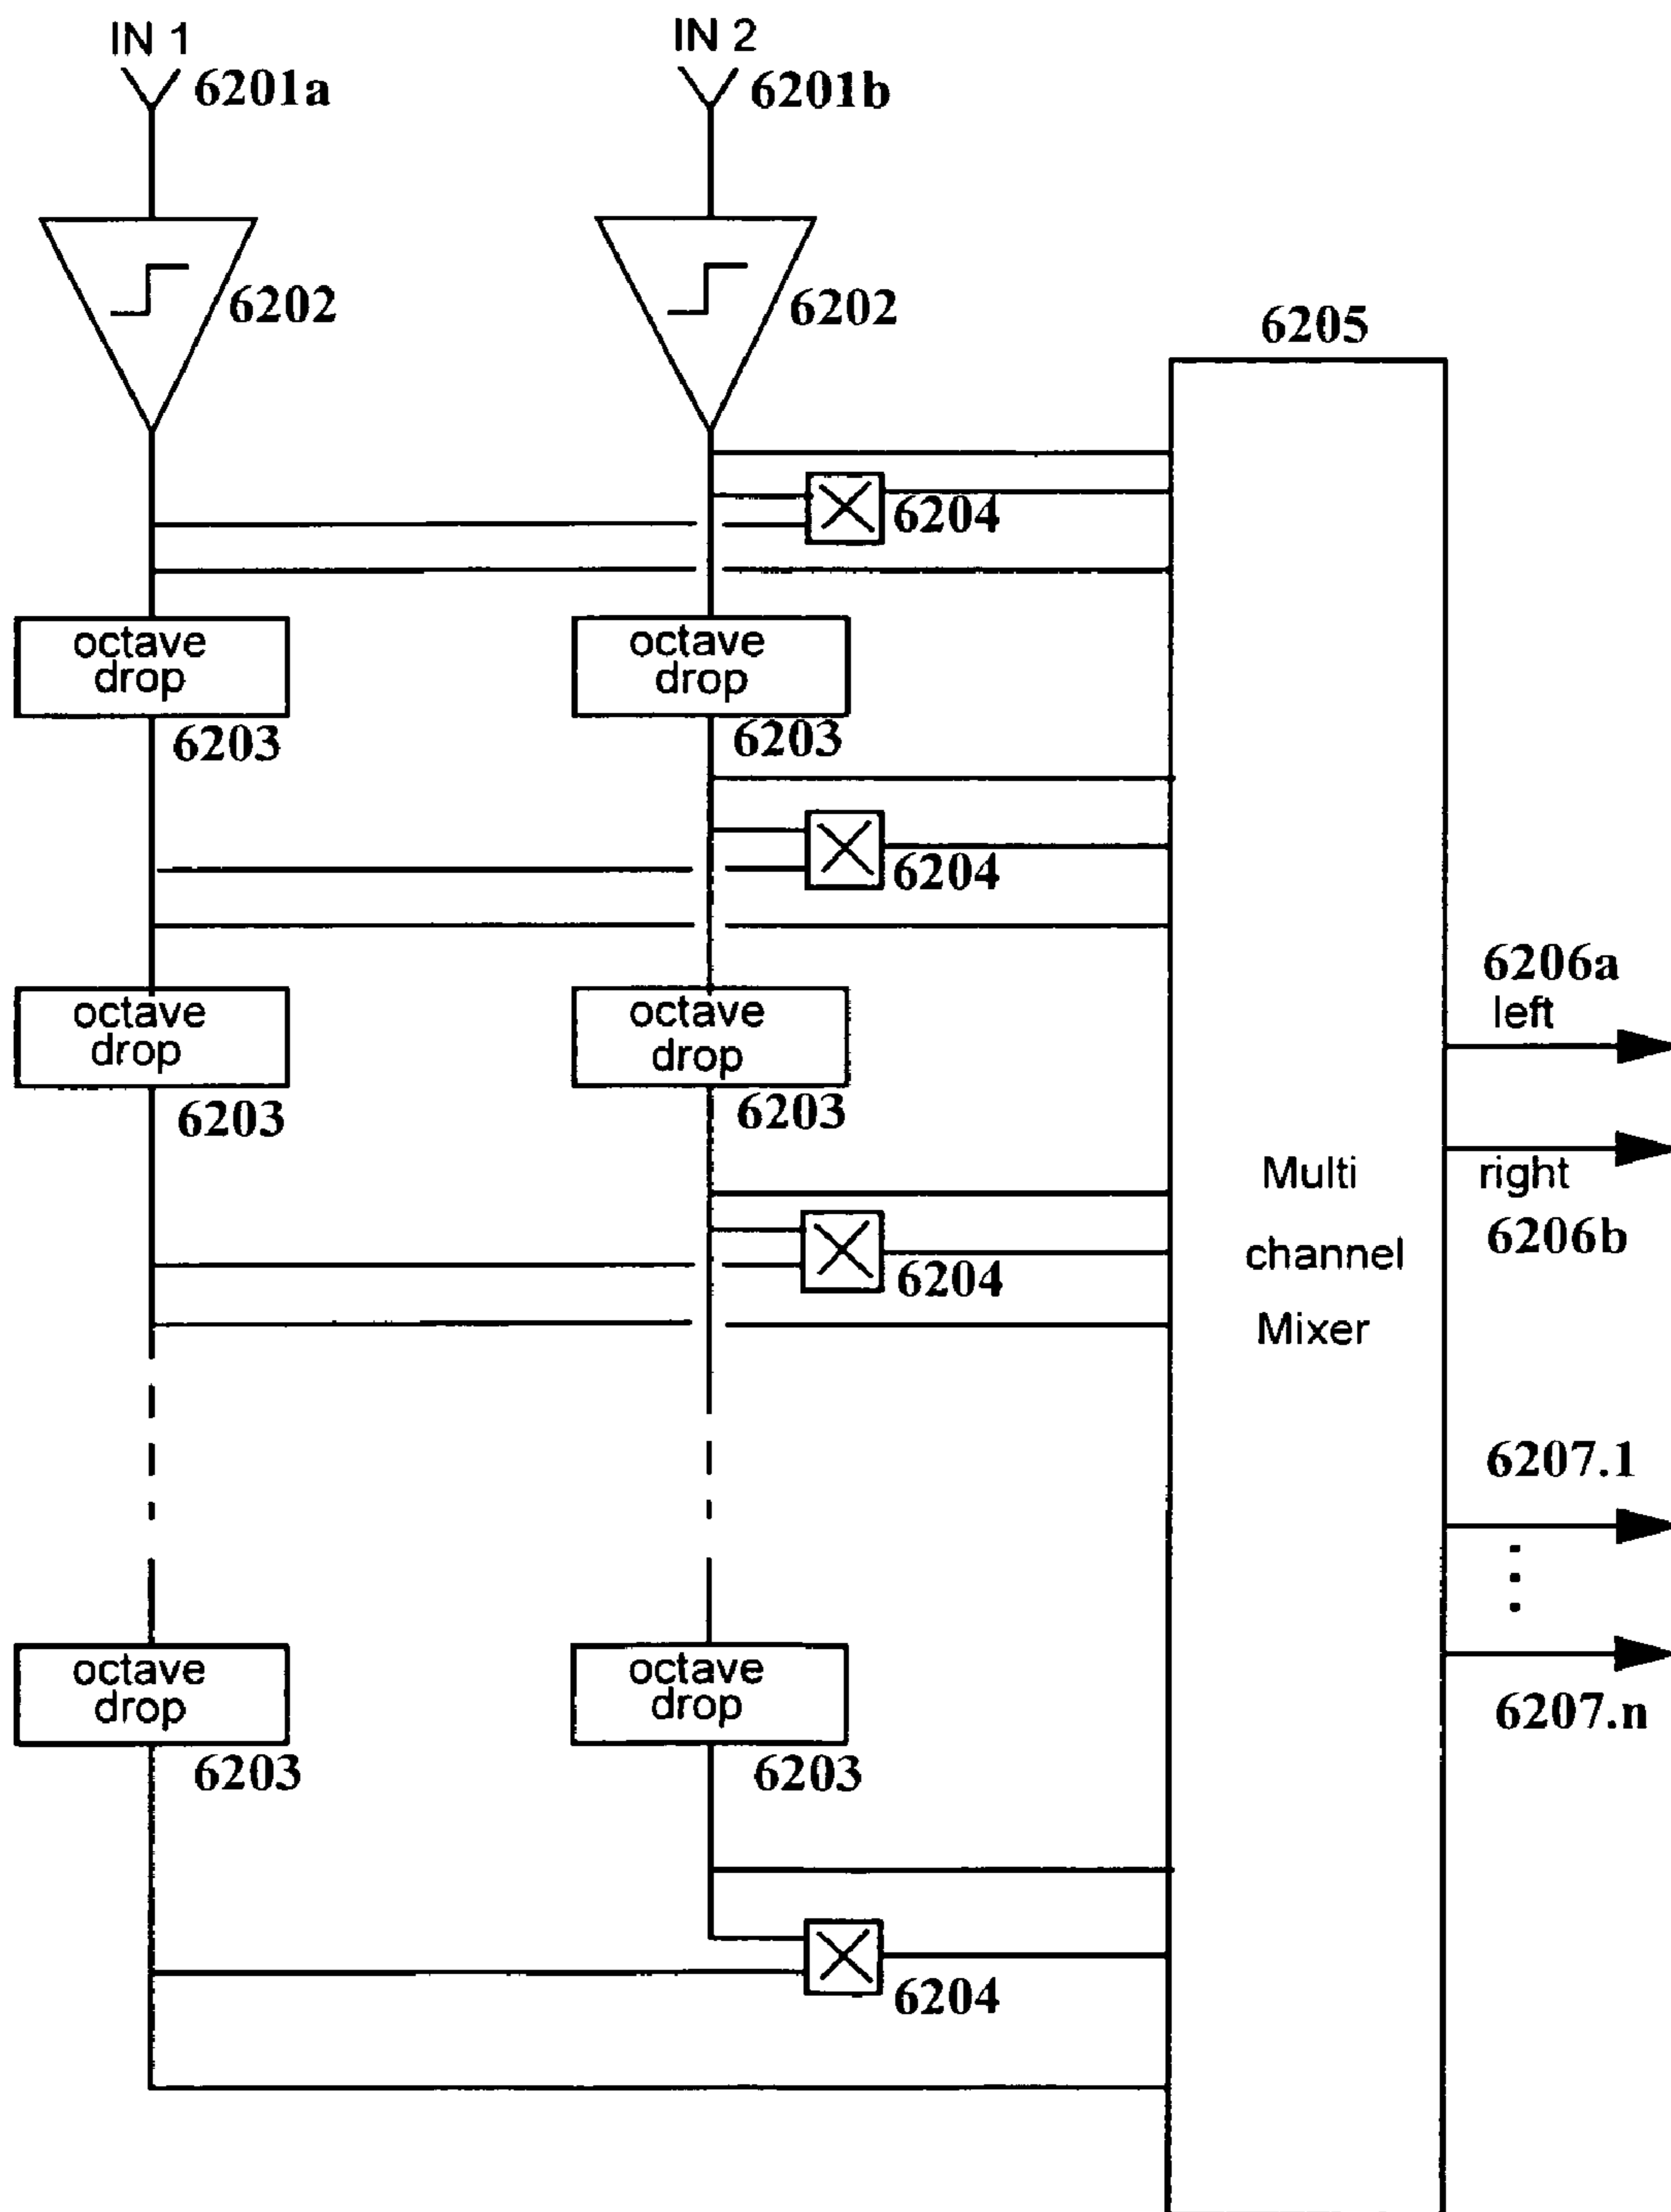 IN 1
6201a
IN 2
6201b
6202
6202
6205
6204
octave
drop
6203
octave
drop
6203
6204
octave
drop
6203
octave
drop
6203
6206a
left
right
6206b
Multi
channel
Mixer
6204
6207.1
6207.n
octave
drop
6203
octave
drop
6203
6204